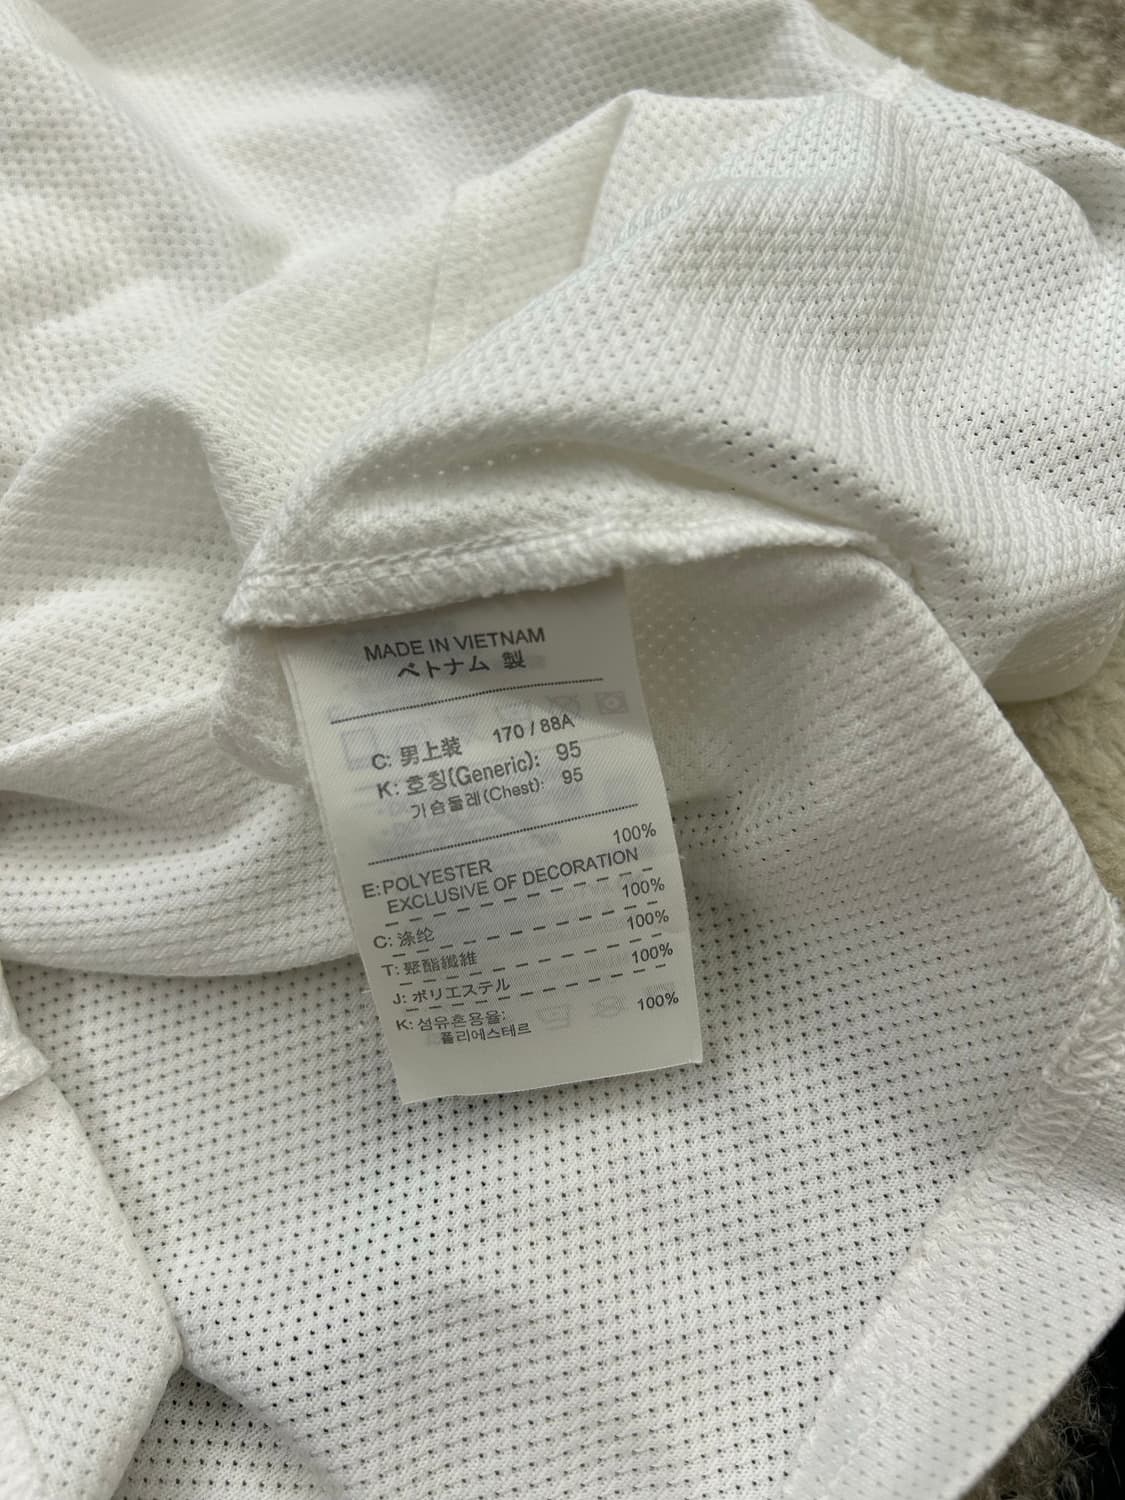 MADE IN VIETNAM
ベトナム 製
C: 男上装 170 / 88A
K: 호칭(Generic): 95
가슴둘레(Chest): 95
E: POLYESTER 100%
EXCLUSIVE OF DECORATION
C: 涤纶 100%
T: 聚酯纖維 100%
J: ポリエステル 100%
K: 섬유혼용율:
폴리에스테르 100%